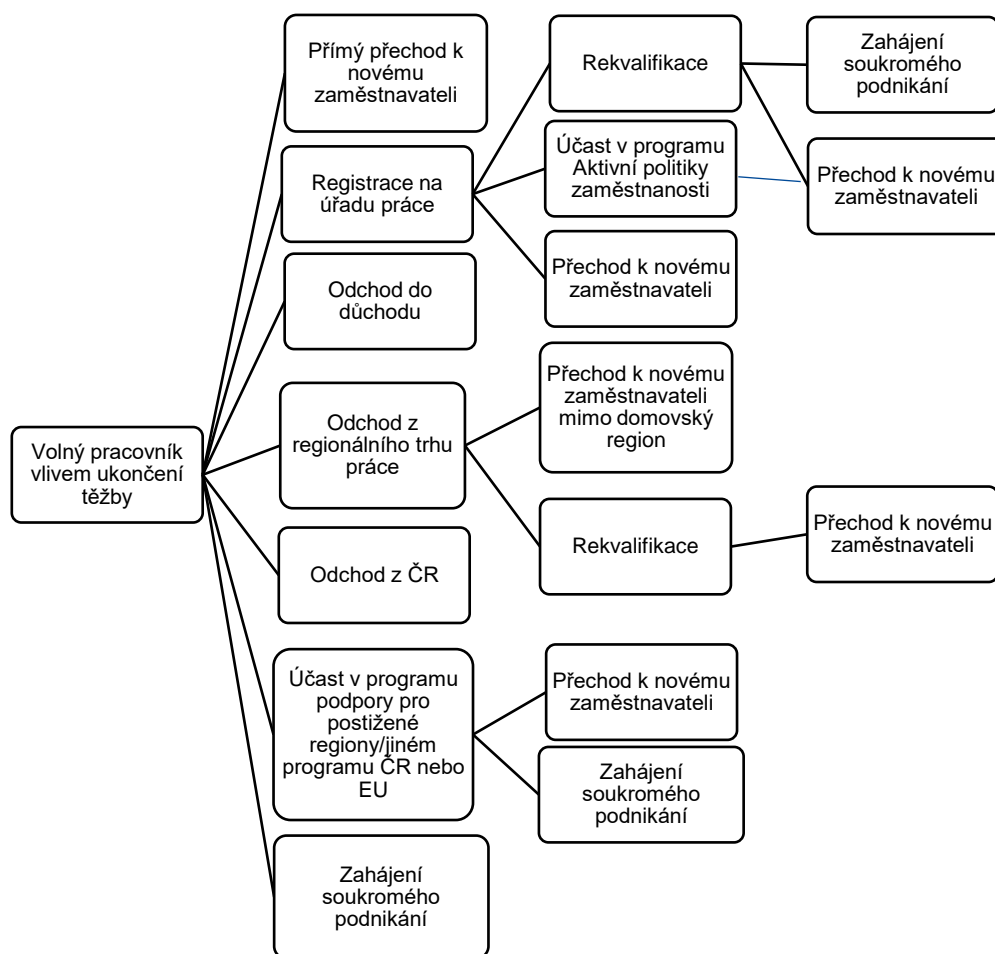 Volný pracovník
vlivem ukončení
těžby
Přímý přechod k
novému
zaměstnavateli
Registrace na
úřadu práce
Rekvalifikace
Zahájení
soukromého
podnikání
Účast v programu
Aktivní politiky
zaměstnanosti
Přechod k novému
zaměstnavateli
Přechod k novému
zaměstnavateli
Odchod do
důchodu
Odchod z
regionálního trhu
práce
Přechod k novému
zaměstnavateli
mimo domovský
region
Rekvalifikace
Přechod k novému
zaměstnavateli
Odchod z ČR
Účast v programu
podpory pro
postižené
regiony/jiném
programu ČR nebo
EU
Přechod k novému
zaměstnavateli
Zahájení
soukromého
podnikání
Zahájení
soukromého
podnikání